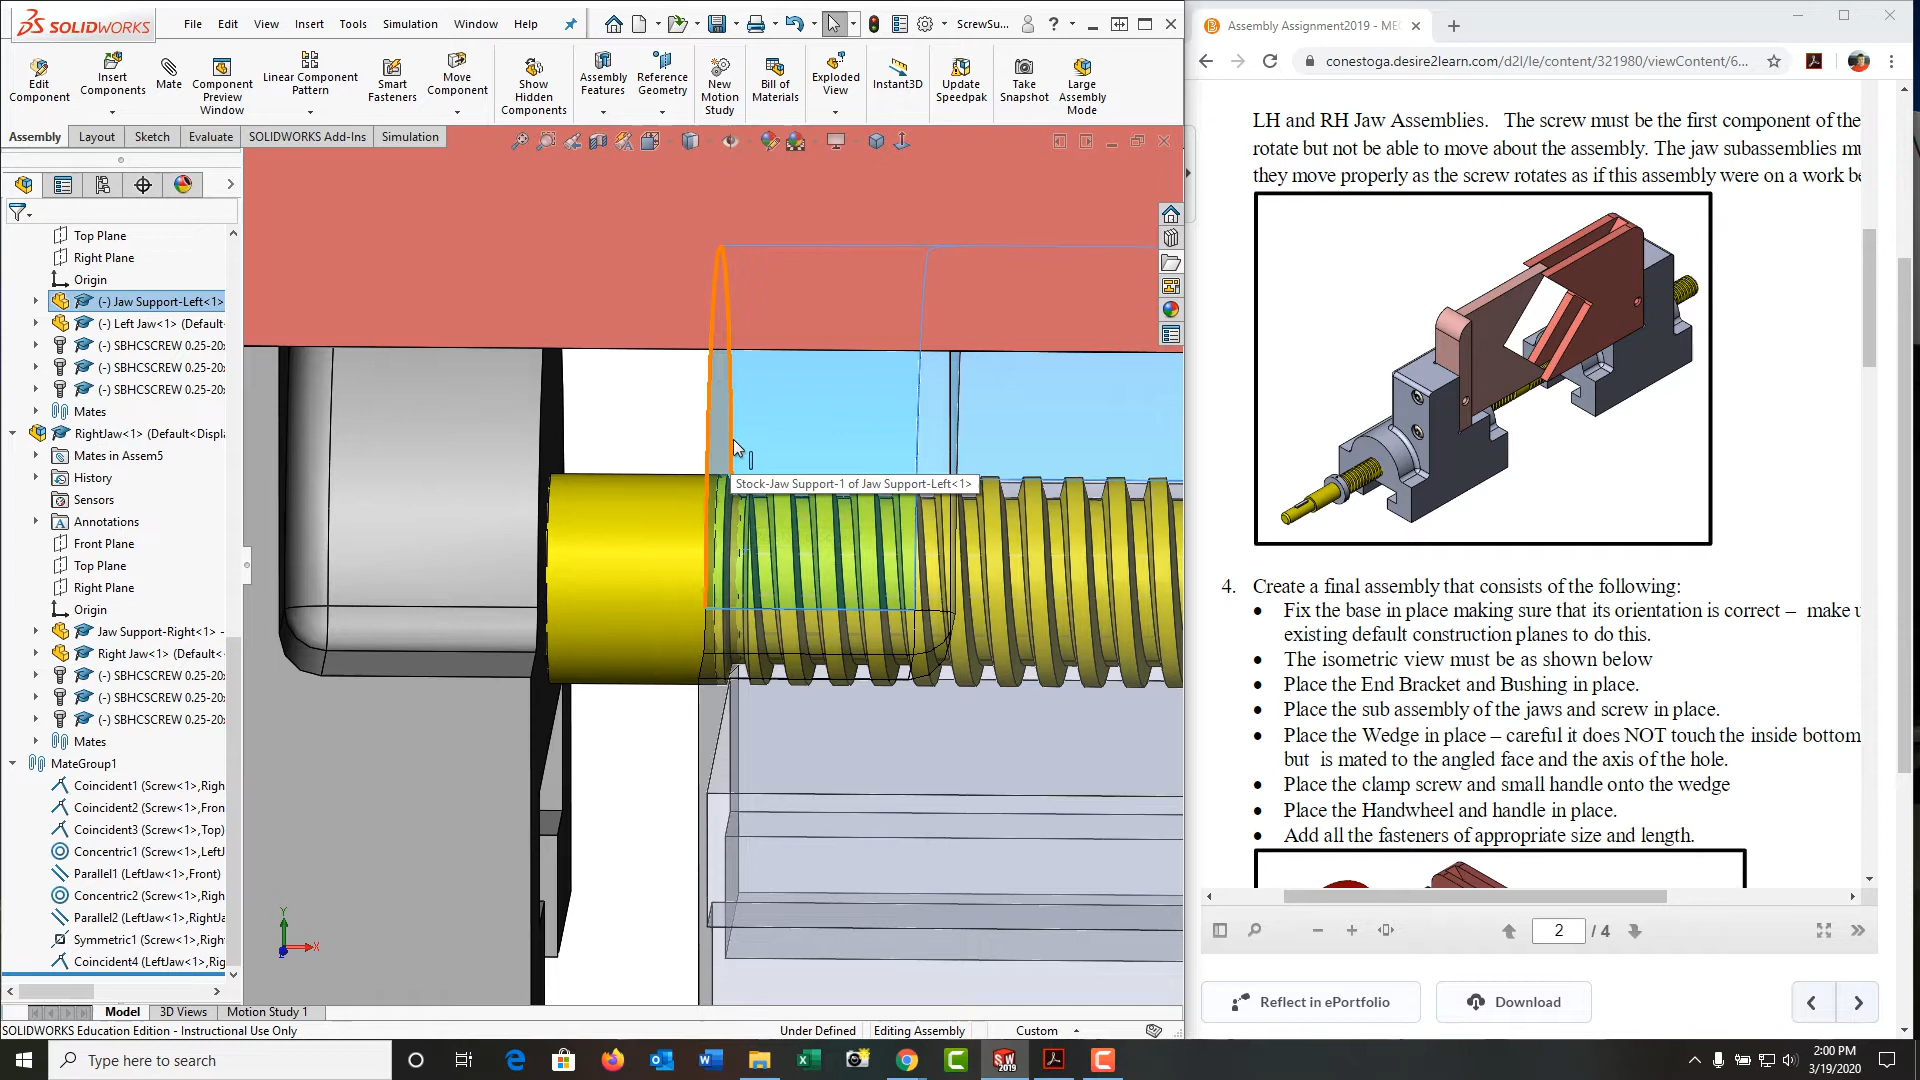 SOLIDWORKS
File Edit View Insert Tools Simulation Window Help
ScrewSu...
Edit Component
Insert Components
Mate
Component Preview Window
Linear Component Pattern
Smart Fasteners
Move Component
Show Hidden Components
Assembly Features
Reference Geometry
New Motion Study
Bill of Materials
Exploded View
Instant3D
Update Speedpak
Take Snapshot
Large Assembly Mode
Assembly Layout Sketch Evaluate SOLIDWORKS Add-Ins Simulation
Top Plane
Right Plane
Origin
(-) Jaw Support-Left<1>
(-) Left Jaw<1> (Default
(-) SBHCSCREW 0.25-20
(-) SBHCSCREW 0.25-20
(-) SBHCSCREW 0.25-20
Mates
RightJaw<1> (Default<Displ
Mates in Assem5
History
Sensors
Annotations
Front Plane
Top Plane
Right Plane
Origin
Jaw Support-Right<1> -
Right Jaw<1> (Default<
(-) SBHCSCREW 0.25-20
(-) SBHCSCREW 0.25-20
(-) SBHCSCREW 0.25-20
Mates
MateGroup1
Coincident1 (Screw<1>,Righ
Coincident2 (Screw<1>,Fron
Coincident3 (Screw<1>,Top)
Concentric1 (Screw<1>,LeftJ
Parallel1 (LeftJaw<1>,Front)
Concentric2 (Screw<1>,Righ
Parallel2 (LeftJaw<1>,RightJa
Symmetric1 (Screw<1>,Righ
Coincident4 (LeftJaw<1>,Rig
Stock-Jaw Support-1 of Jaw Support-Left<1>
Y
X
Z
Model 3D Views Motion Study 1
SOLIDWORKS Education Edition - Instructional Use Only
Under Defined Editing Assembly Custom
Assembly Assignment2019 - MEC
conestoga.desire2learn.com/d2l/le/content/321980/viewContent/6...
LH and RH Jaw Assemblies. The screw must be the first component of the
rotate but not be able to move about the assembly. The jaw subassemblies mu
they move properly as the screw rotates as if this assembly were on a work be
4. Create a final assembly that consists of the following:
• Fix the base in place making sure that its orientation is correct – make u
existing default construction planes to do this.
• The isometric view must be as shown below
• Place the End Bracket and Bushing in place.
• Place the sub assembly of the jaws and screw in place.
• Place the Wedge in place – careful it does NOT touch the inside bottom
but is mated to the angled face and the axis of the hole.
• Place the clamp screw and small handle onto the wedge
• Place the Handwheel and handle in place.
• Add all the fasteners of appropriate size and length.
2 / 4
Reflect in ePortfolio
Download
Type here to search
SW 2019
2:00 PM
3/19/2020